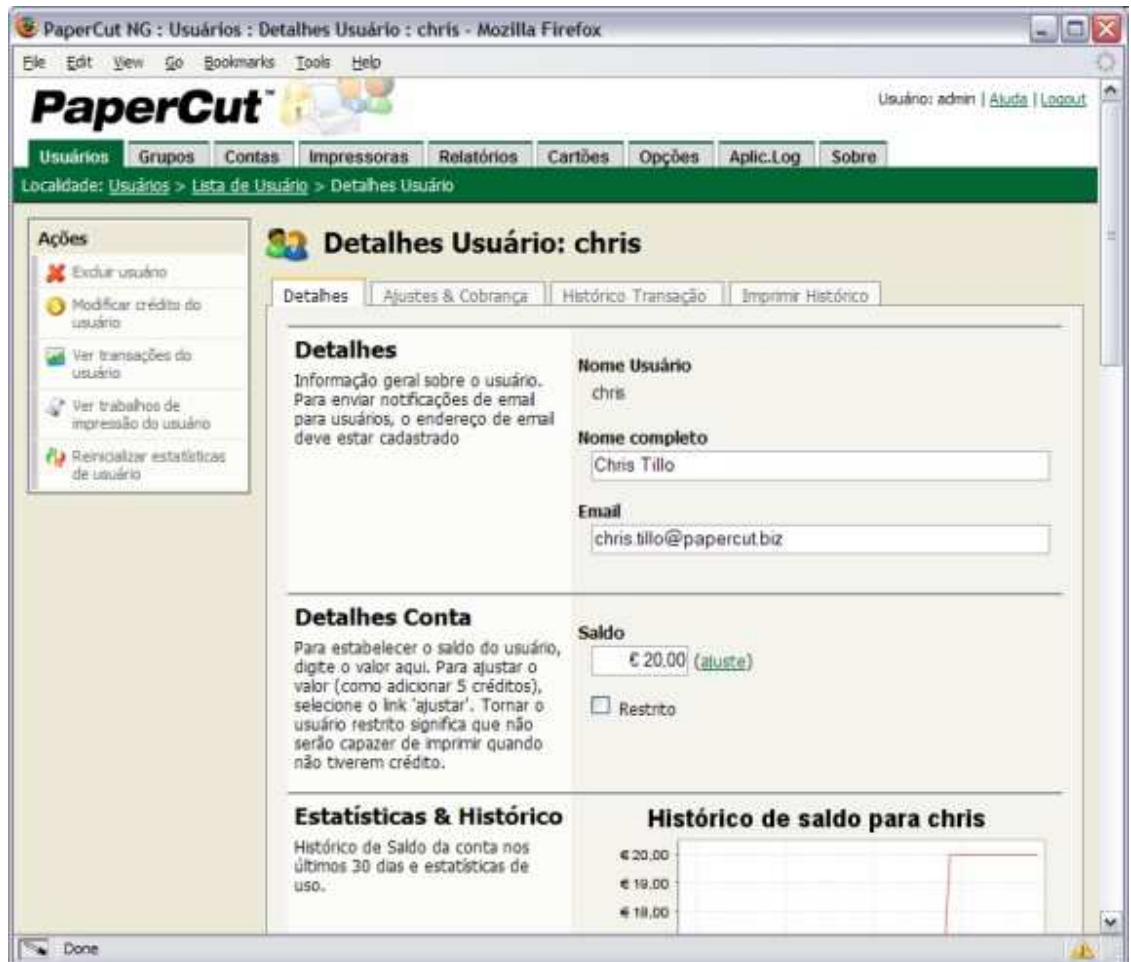 PaperCut NG : Usuários : Detalhes Usuário : chris - Mozilla Firefox
File Edit View Go Bookmarks Tools Help
PaperCut™
Usuário: admin | Ajuda | Logout
Usuários Grupos Contas Impressoras Relatórios Cartões Opções Aplic.Log Sobre
Localdade: Usuários > Lista de Usuário > Detalhes Usuário
Ações
Excluir usuário
Modificar crédito do
usuário
Ver transações do
usuário
Ver trabalhos de
impressão do usuário
Reinicializar estatísticas
de usuário
Detalhes Usuário: chris
Detalhes Ajustes & Cobrança Histórico Transação Imprimir Histórico
Detalhes
Informação geral sobre o usuário.
Para enviar notificações de email
para usuários, o endereço de email
deve estar cadastrado
Nome Usuário
chris
Nome completo
Chris Tillo
Email
chris.tillo@papercut.biz
Detalhes Conta
Para estabelecer o saldo do usuário,
digite o valor aqui. Para ajustar o
valor (como adicionar 5 créditos),
selecione o link 'ajustar'. Tornar o
usuário restrito significa que não
serão capazer de imprimir quando
não tiverem crédito.
Saldo
€ 20,00 (ajuste)
Restrito
Estatísticas & Histórico
Histórico de Saldo da conta nos
últimos 30 dias e estatísticas de
uso.
Histórico de saldo para chris
€ 20,00
€ 19,00
€ 18,00
Done